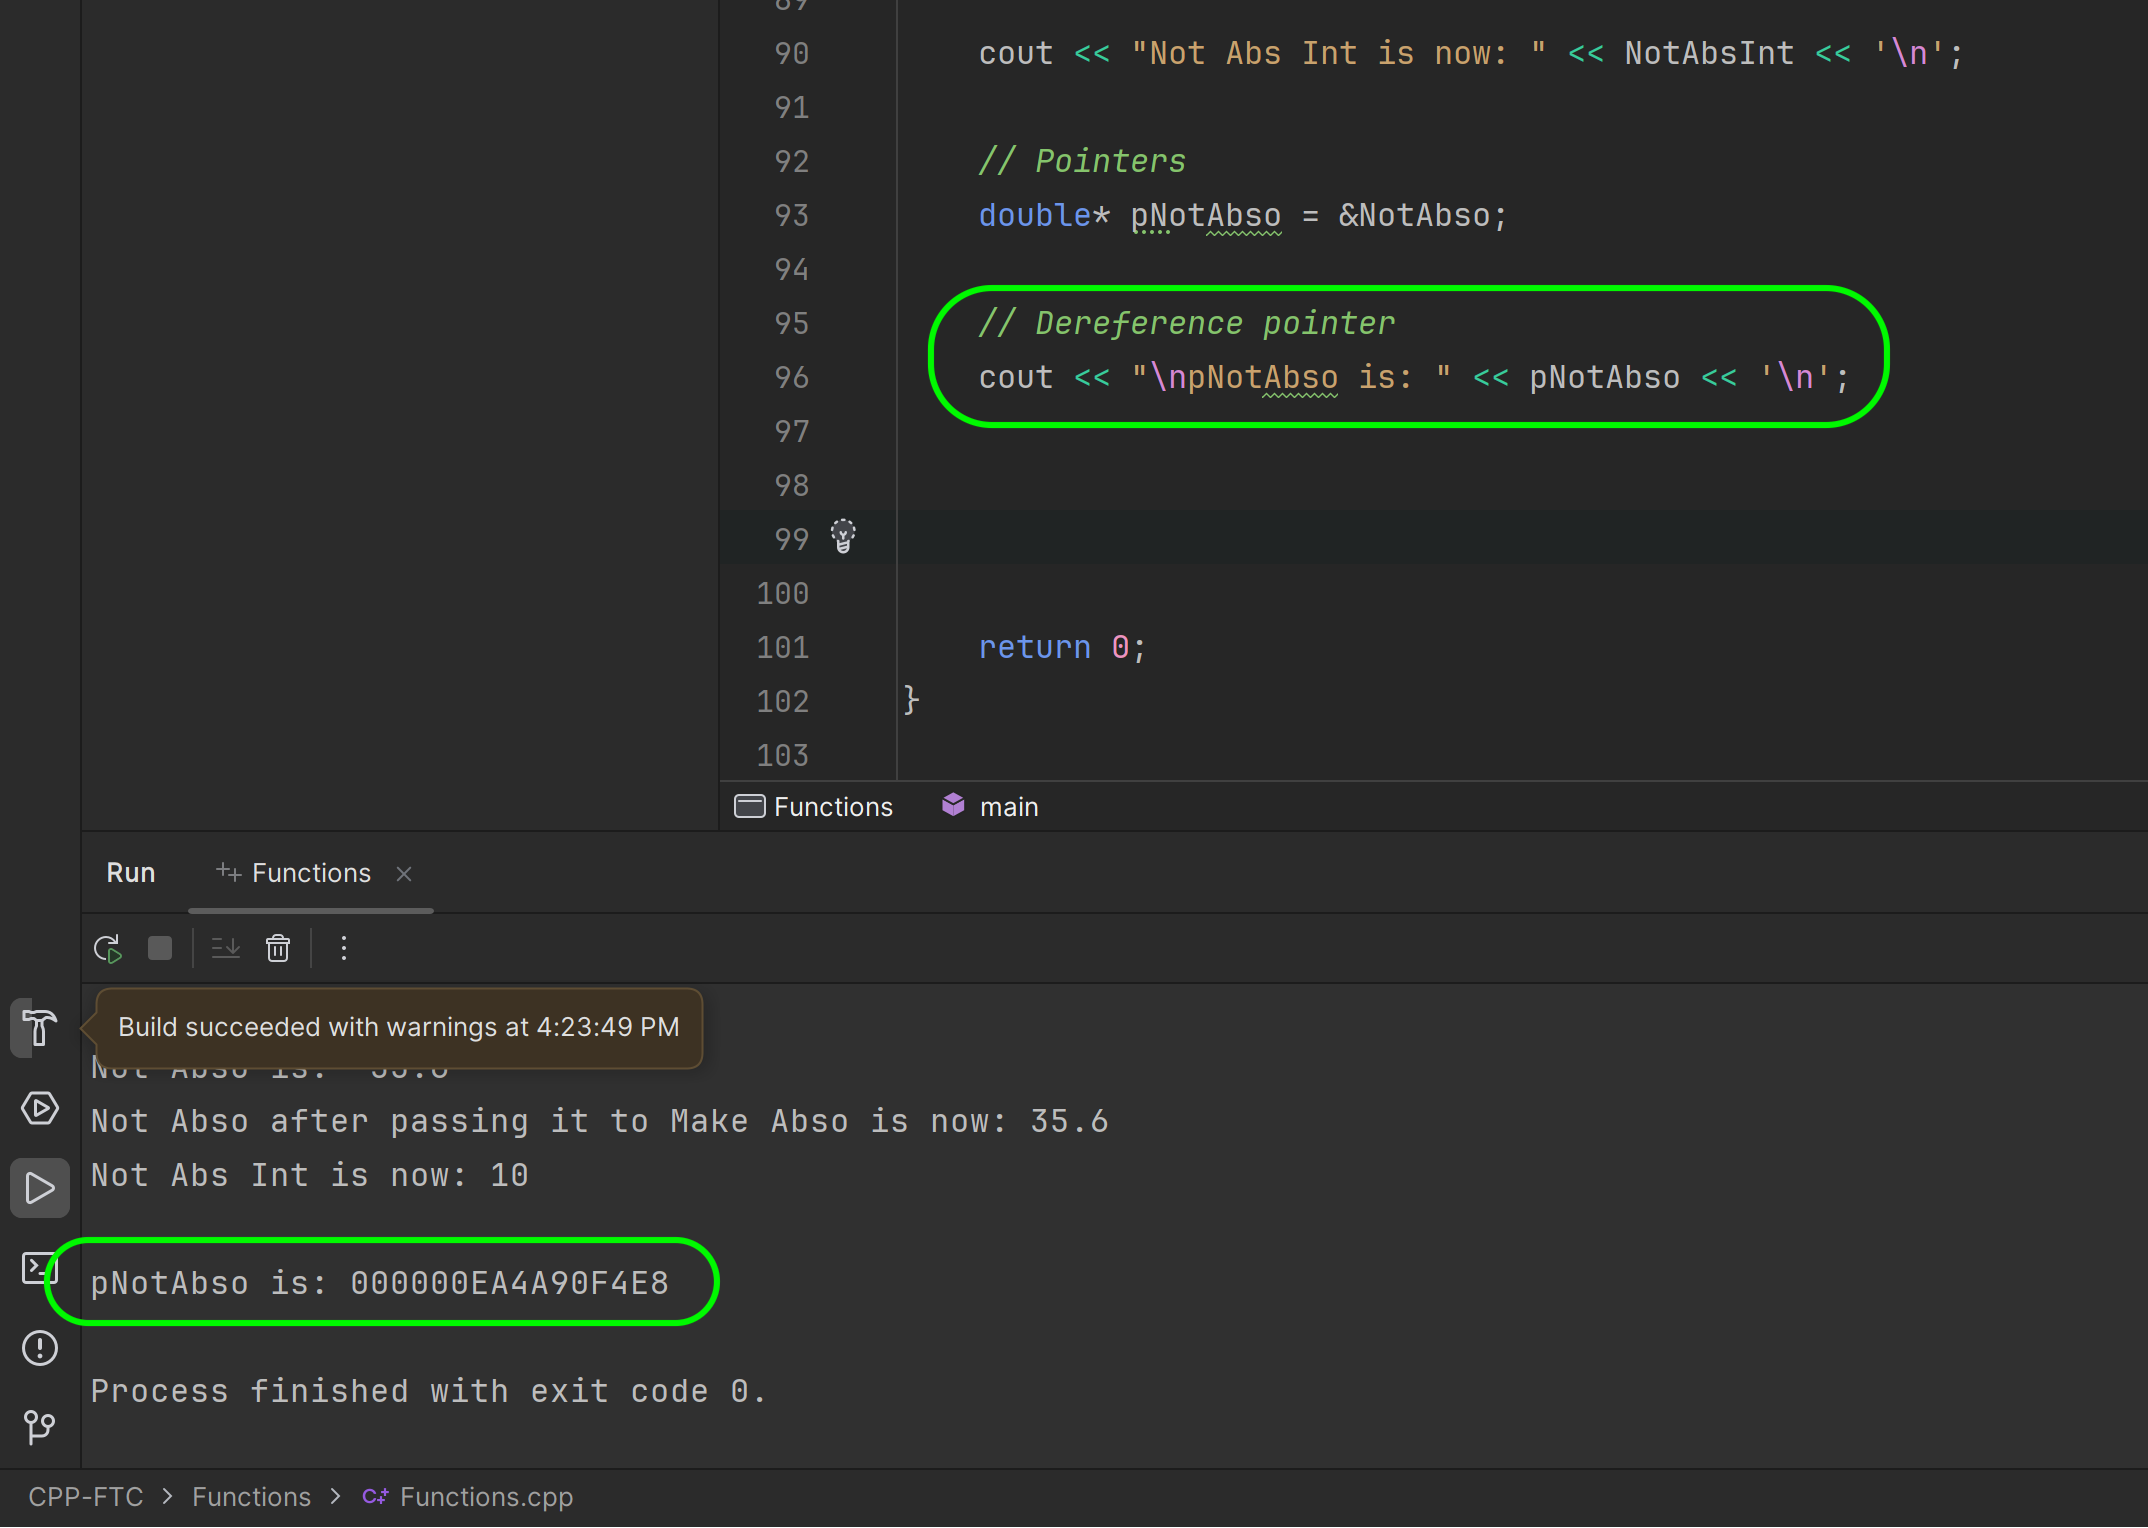 89
90 cout << "Not Abs Int is now: " << NotAbsInt << '\n';
91
92 // Pointers
93 double* pNotAbso = &NotAbso;
94
95 // Dereference pointer
96 cout << "\npNotAbso is: " << pNotAbso << '\n';
97
98
99
100
101 return 0;
102 }
103
Functions main
Run Functions
Build succeeded with warnings at 4:23:49 PM
Not Abso is:
Not Abso after passing it to Make Abso is now: 35.6
Not Abs Int is now: 10
pNotAbso is: 000000EA4A90F4E8
Process finished with exit code 0.
CPP-FTC > Functions > C++ Functions.cpp